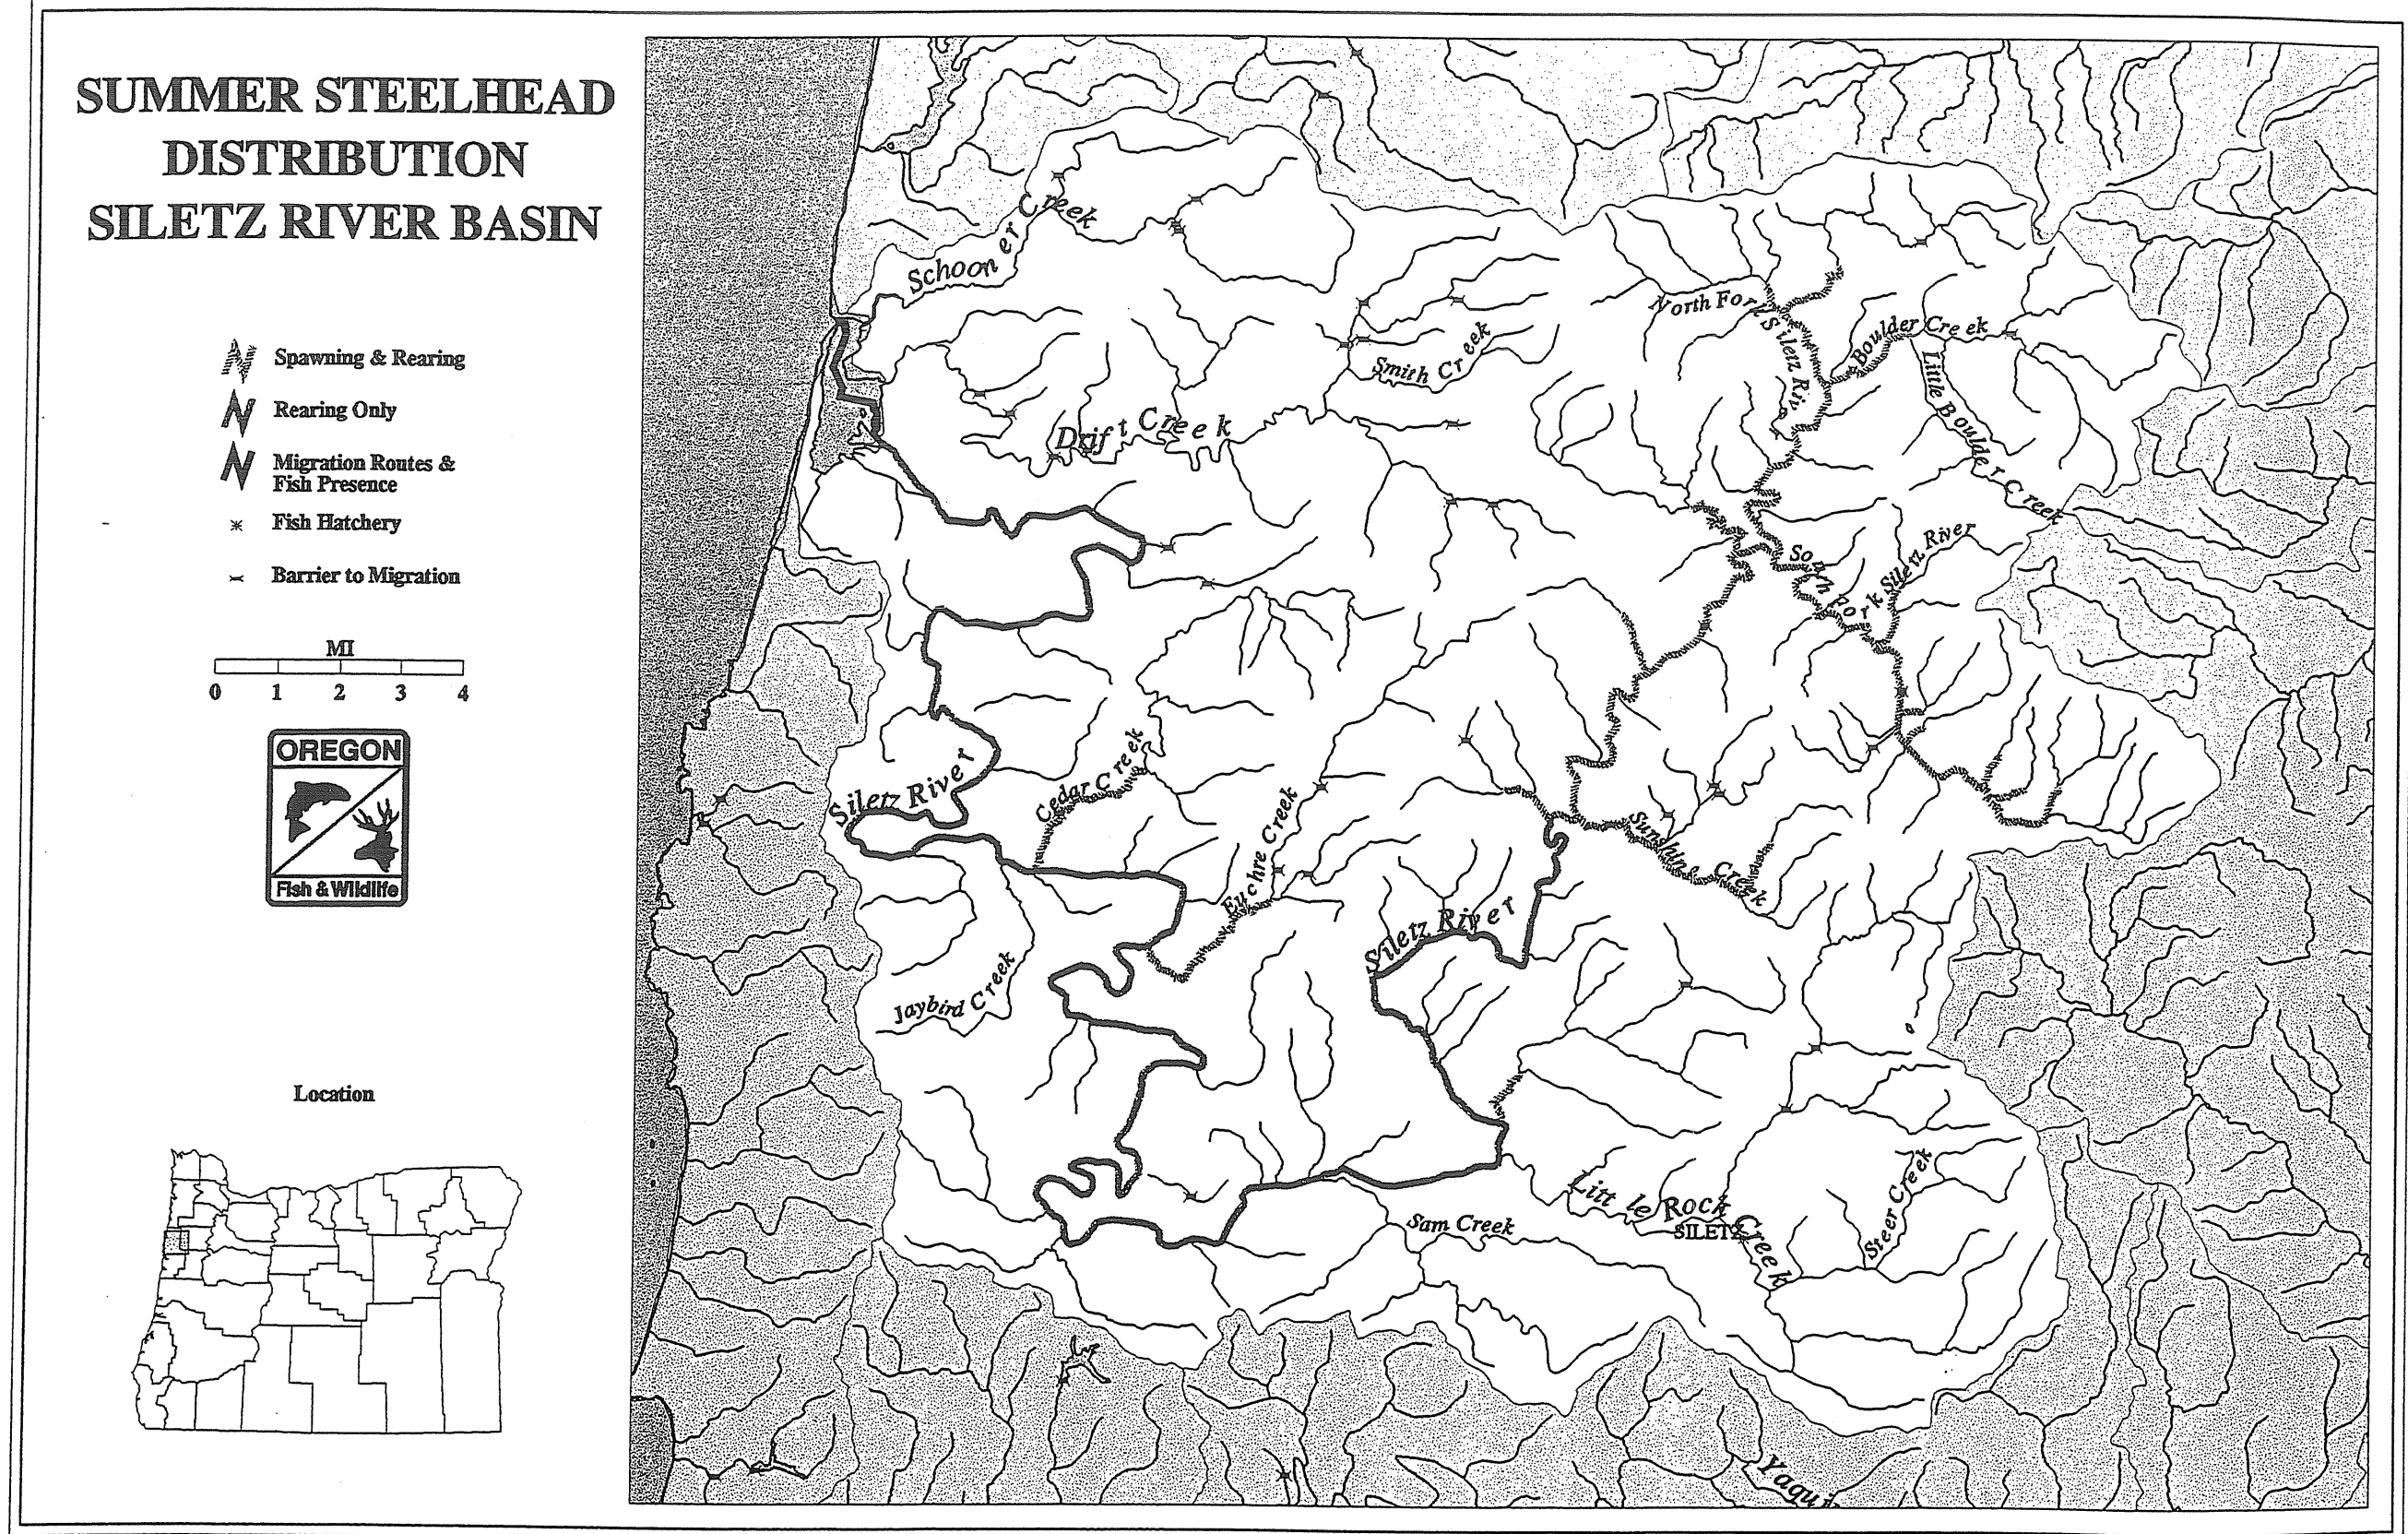 SUMMER STEELHEAD
DISTRIBUTION
SILETZ RIVER BASIN
Spawning & Rearing
Rearing Only
Migration Routes &
Fish Presence
Fish Hatchery
Barrier to Migration
MI
0 1 2 3 4
OREGON
Fish & Wildlife
Location
Schooner Creek
North Fork Siletz Riv
Boulder Creek
Little Boulder Creek
Smith Creek
Drift Creek
South Fork Siletz River
Siletz River
Cedar Creek
Euchre Creek
Sunshine Creek
Siletz River
Jaybird Creek
Sam Creek
Little Rock Creek
SILETZ
Steer Creek
Yaqui